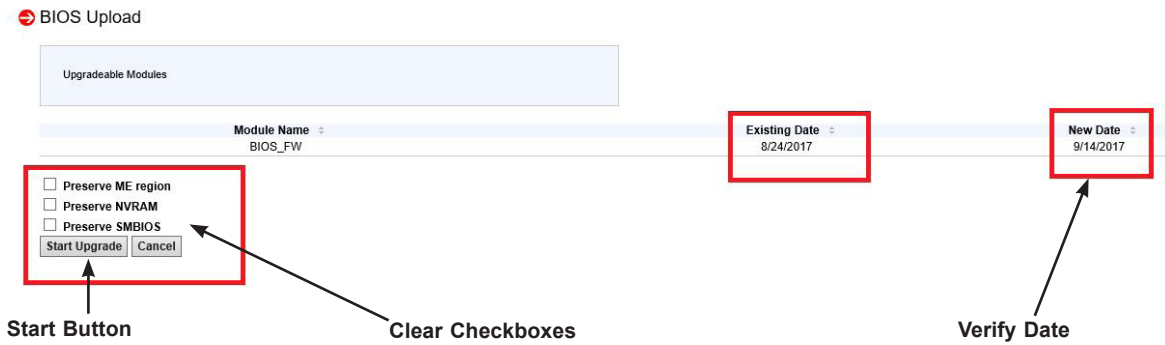 BIOS Upload
Upgradeable Modules
Module Name Existing Date New Date
BIOS_FW 8/24/2017 9/14/2017
Preserve ME region
Preserve NVRAM
Preserve SMBIOS
Start Upgrade Cancel
Start Button Clear Checkboxes Verify Date